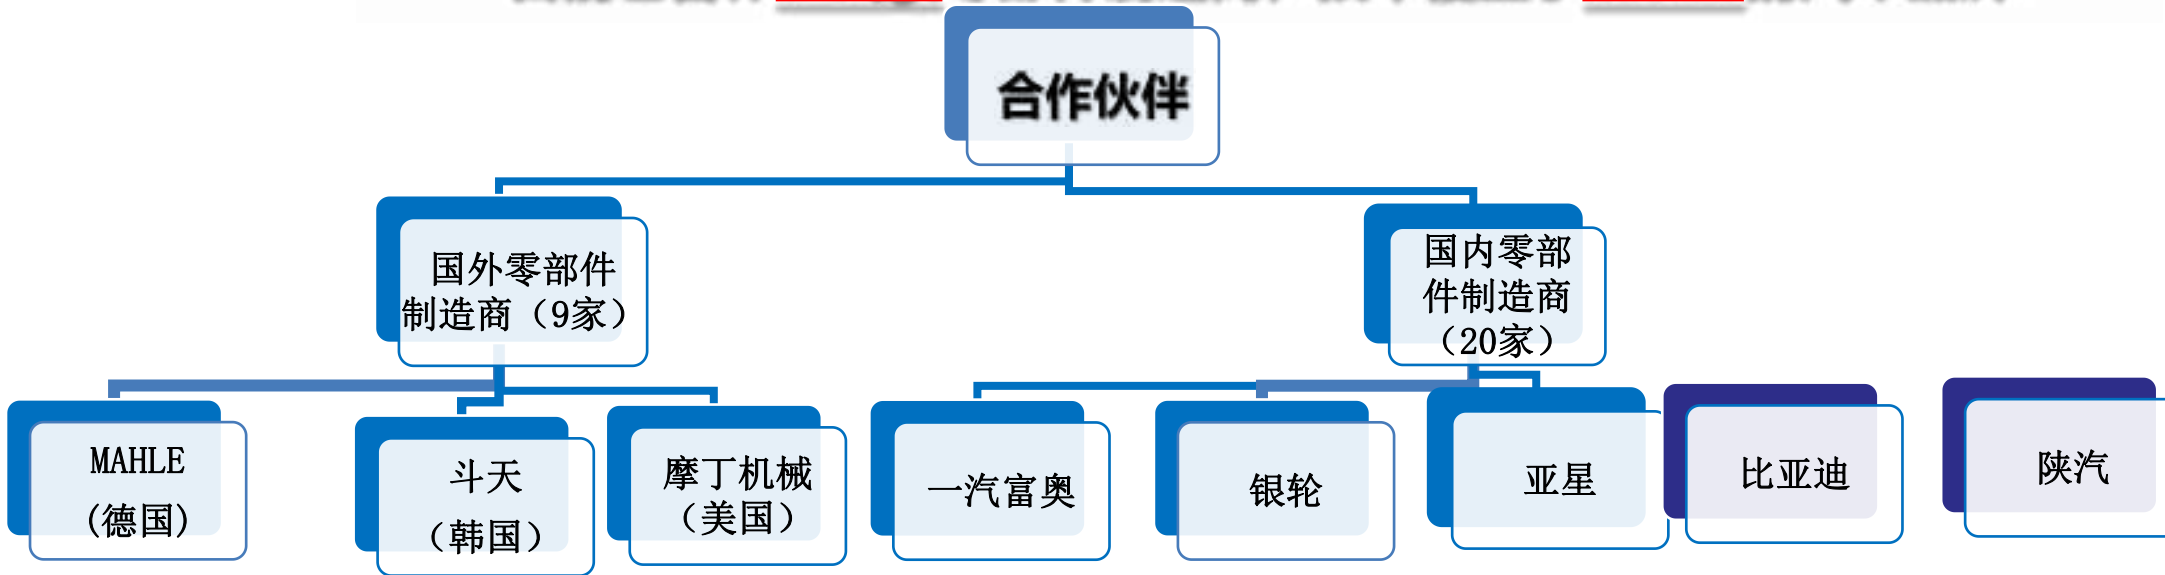 合作伙伴
国外零部件
制造商（9家）
国内零部
件制造商
（20家）
MAHLE
(德国)
斗天
（韩国）
摩丁机械
（美国）
一汽富奥
银轮
亚星
比亚迪
陕汽